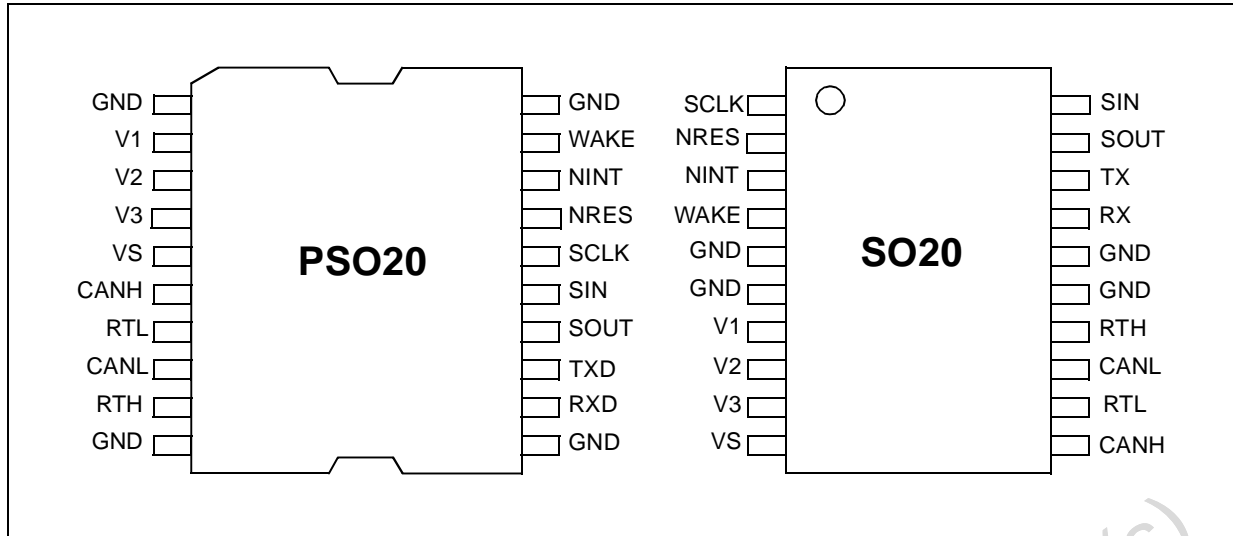 GND
V1
V2
V3
VS
CANH
RTL
CANL
RTH
GND
PSO20
GND
WAKE
NINT
NRES
SCLK
SIN
SOUT
TXD
RXD
GND
SCLK
NRES
NINT
WAKE
GND
GND
V1
V2
V3
VS
SO20
SIN
SOUT
TX
RX
GND
GND
RTH
CANL
RTL
CANH